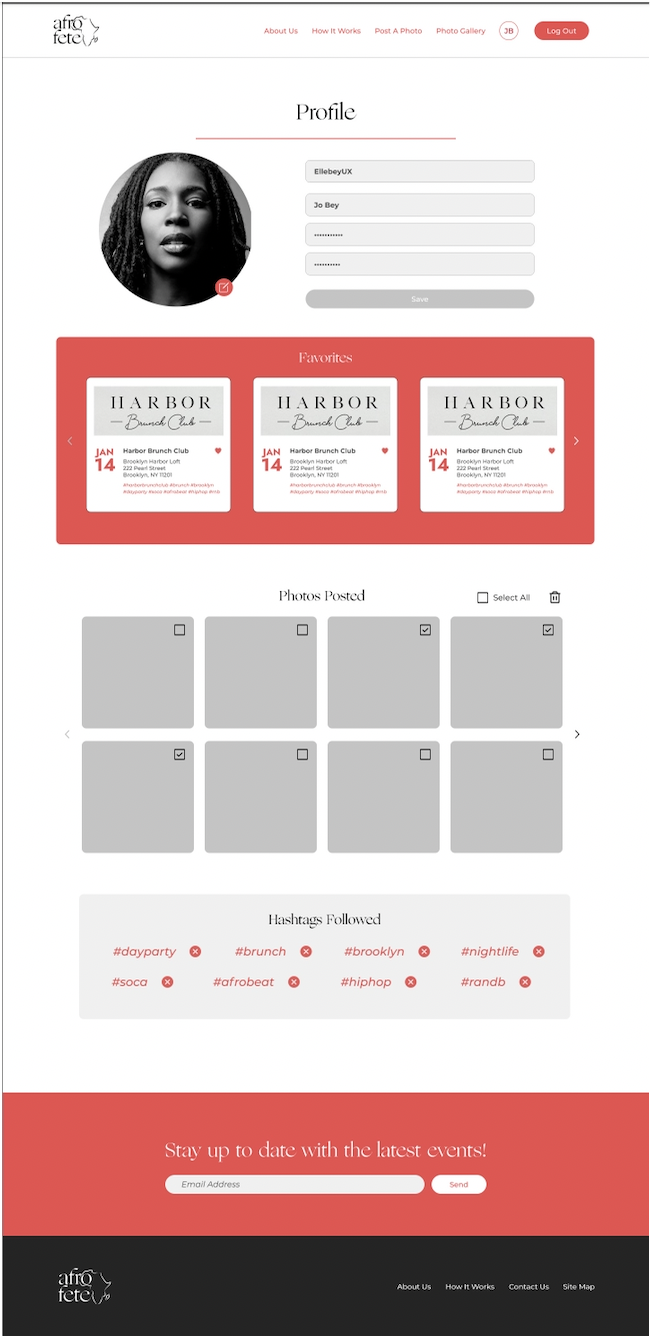 afro
fete
About Us How It Works Post A Photo Photo Gallery JB Log Out
Profile
EllebeyUX
Jo Bey
•••••••••••
••••••••••
Save
Favorites
HARBOR
Brunch Club
JAN
14
Harbor Brunch Club
Brooklyn Harbor Loft
222 Pearl Street
Brooklyn, NY 11201
#harborbrunchclub #brunch #brooklyn
#dayparty #soca #afrobeat #hiphop #rnb
HARBOR
Brunch Club
JAN
14
Harbor Brunch Club
Brooklyn Harbor Loft
222 Pearl Street
Brooklyn, NY 11201
#harborbrunchclub #brunch #brooklyn
#dayparty #soca #afrobeat #hiphop #rnb
HARBOR
Brunch Club
JAN
14
Harbor Brunch Club
Brooklyn Harbor Loft
222 Pearl Street
Brooklyn, NY 11201
#harborbrunchclub #brunch #brooklyn
#dayparty #soca #afrobeat #hiphop #rnb
Photos Posted
Select All
Hashtags Followed
#dayparty #brunch #brooklyn #nightlife
#soca #afrobeat #hiphop #randb
Stay up to date with the latest events!
Email Address Send
afro
fete
About Us How It Works Contact Us Site Map